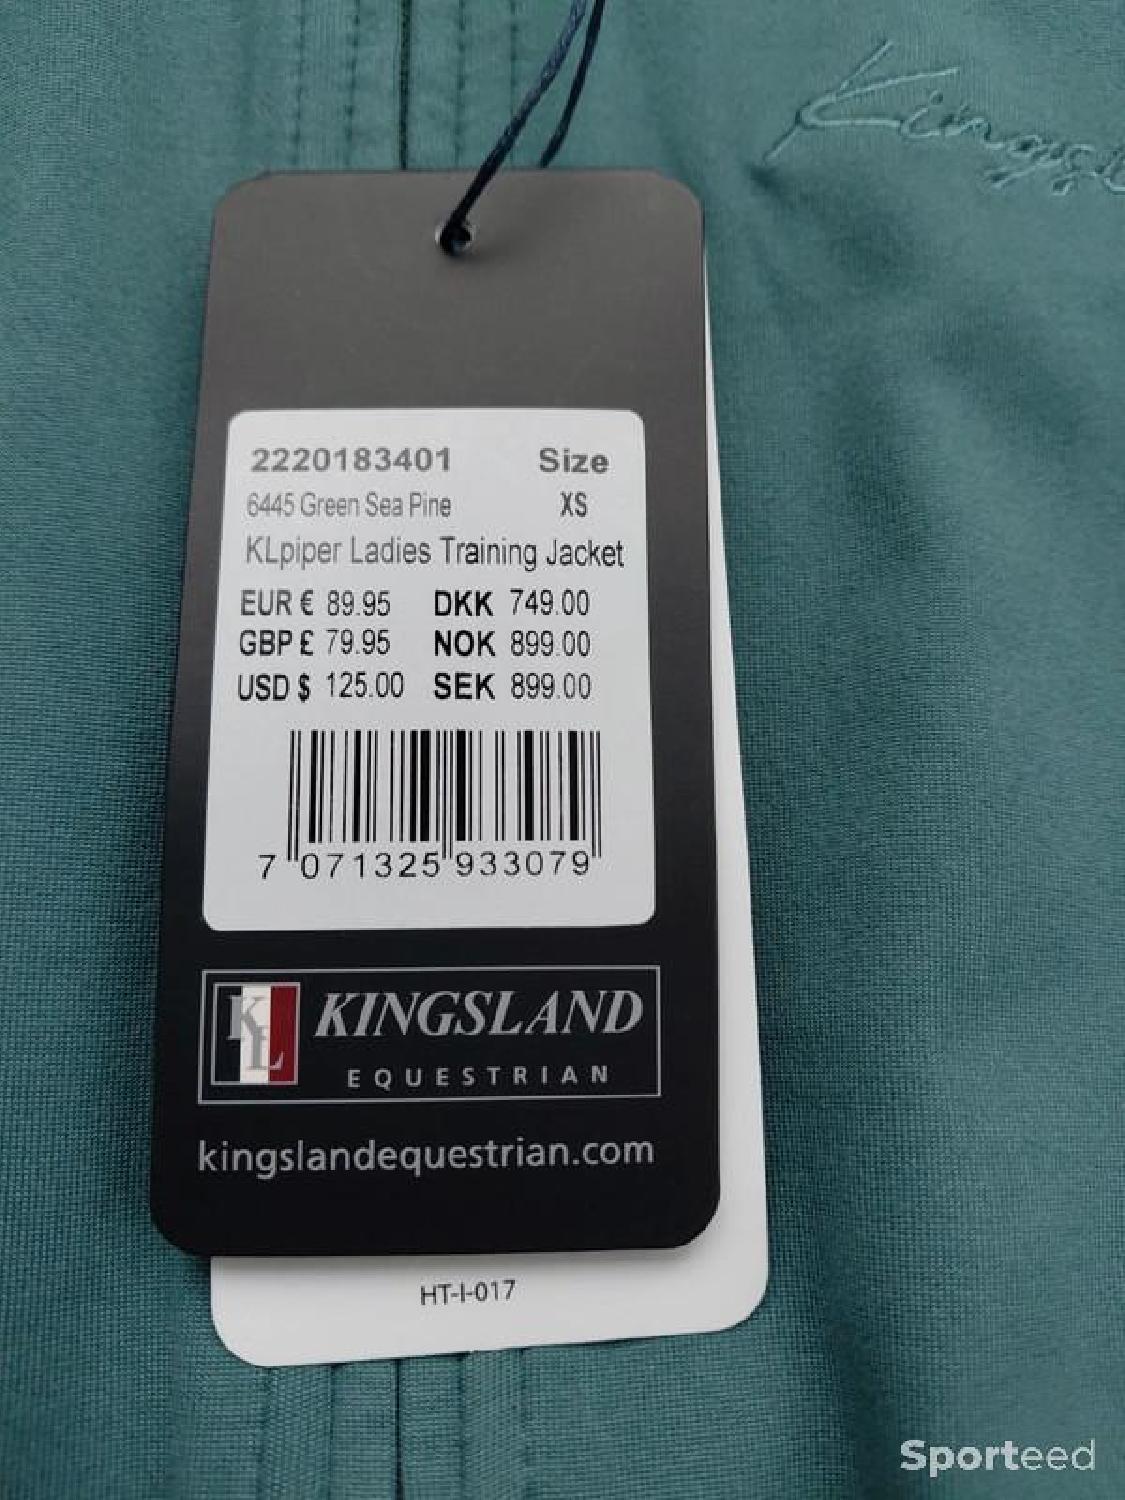 Kingsl
2220183401 Size
6445 Green Sea Pine XS
KLpiper Ladies Training Jacket
EUR € 89.95 DKK 749.00
GBP £ 79.95 NOK 899.00
USD $ 125.00 SEK 899.00
7 071325 933079
KL KINGSLAND
EQUESTRIAN
kingslandequestrian.com
HT-I-017
Sporteed